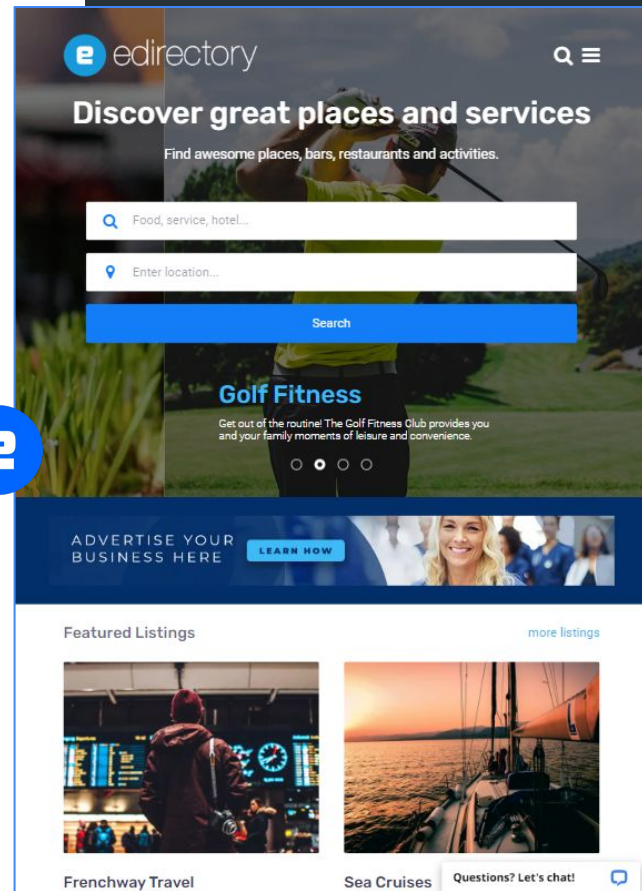 e edirectory
Discover great places and services
Find awesome places, bars, restaurants and activities.
Food, service, hotel...
Enter location...
Search
Golf Fitness
Get out of the routine! The Golf Fitness Club provides you
and your family moments of leisure and convenience.
e
ADVERTISE YOUR
BUSINESS HERE
LEARN HOW
Featured Listings
more listings
Frenchway Travel
Sea Cruises
Questions? Let's chat!